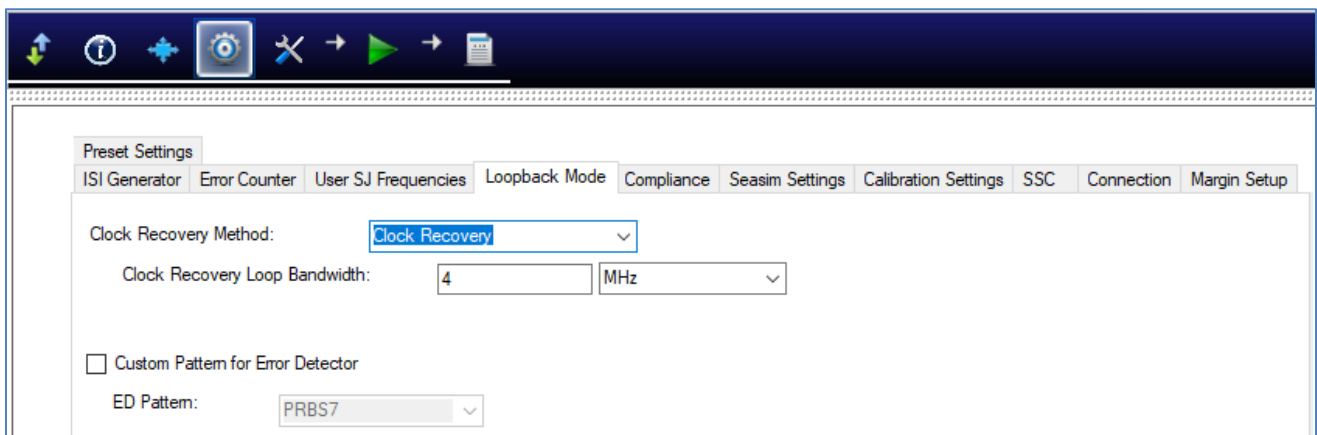 Preset Settings
ISI Generator Error Counter User SJ Frequencies Loopback Mode Compliance Seasim Settings Calibration Settings SSC Connection Margin Setup
Clock Recovery Method: Clock Recovery
Clock Recovery Loop Bandwidth: 4 MHz
Custom Pattern for Error Detector
ED Pattern: PRBS7